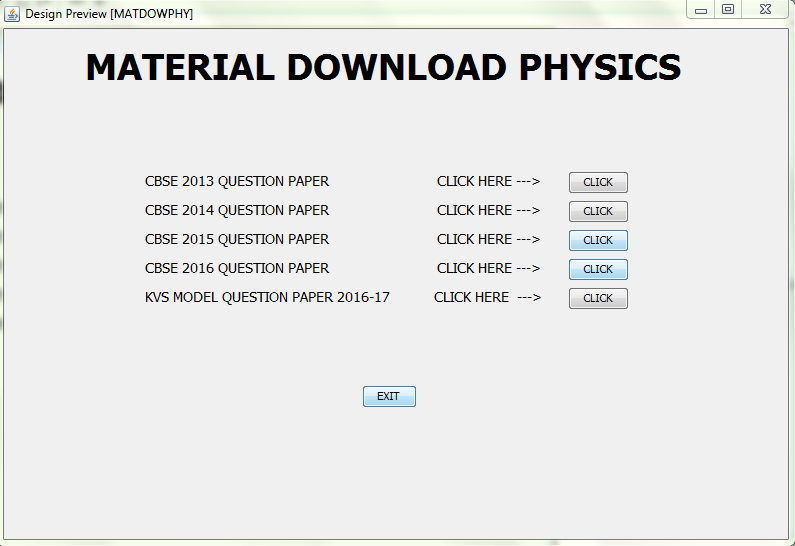 Design Preview [MATDOWPHY]
MATERIAL DOWNLOAD PHYSICS
CBSE 2013 QUESTION PAPER CLICK HERE ---> CLICK
CBSE 2014 QUESTION PAPER CLICK HERE ---> CLICK
CBSE 2015 QUESTION PAPER CLICK HERE ---> CLICK
CBSE 2016 QUESTION PAPER CLICK HERE ---> CLICK
KVS MODEL QUESTION PAPER 2016-17 CLICK HERE ---> CLICK
EXIT